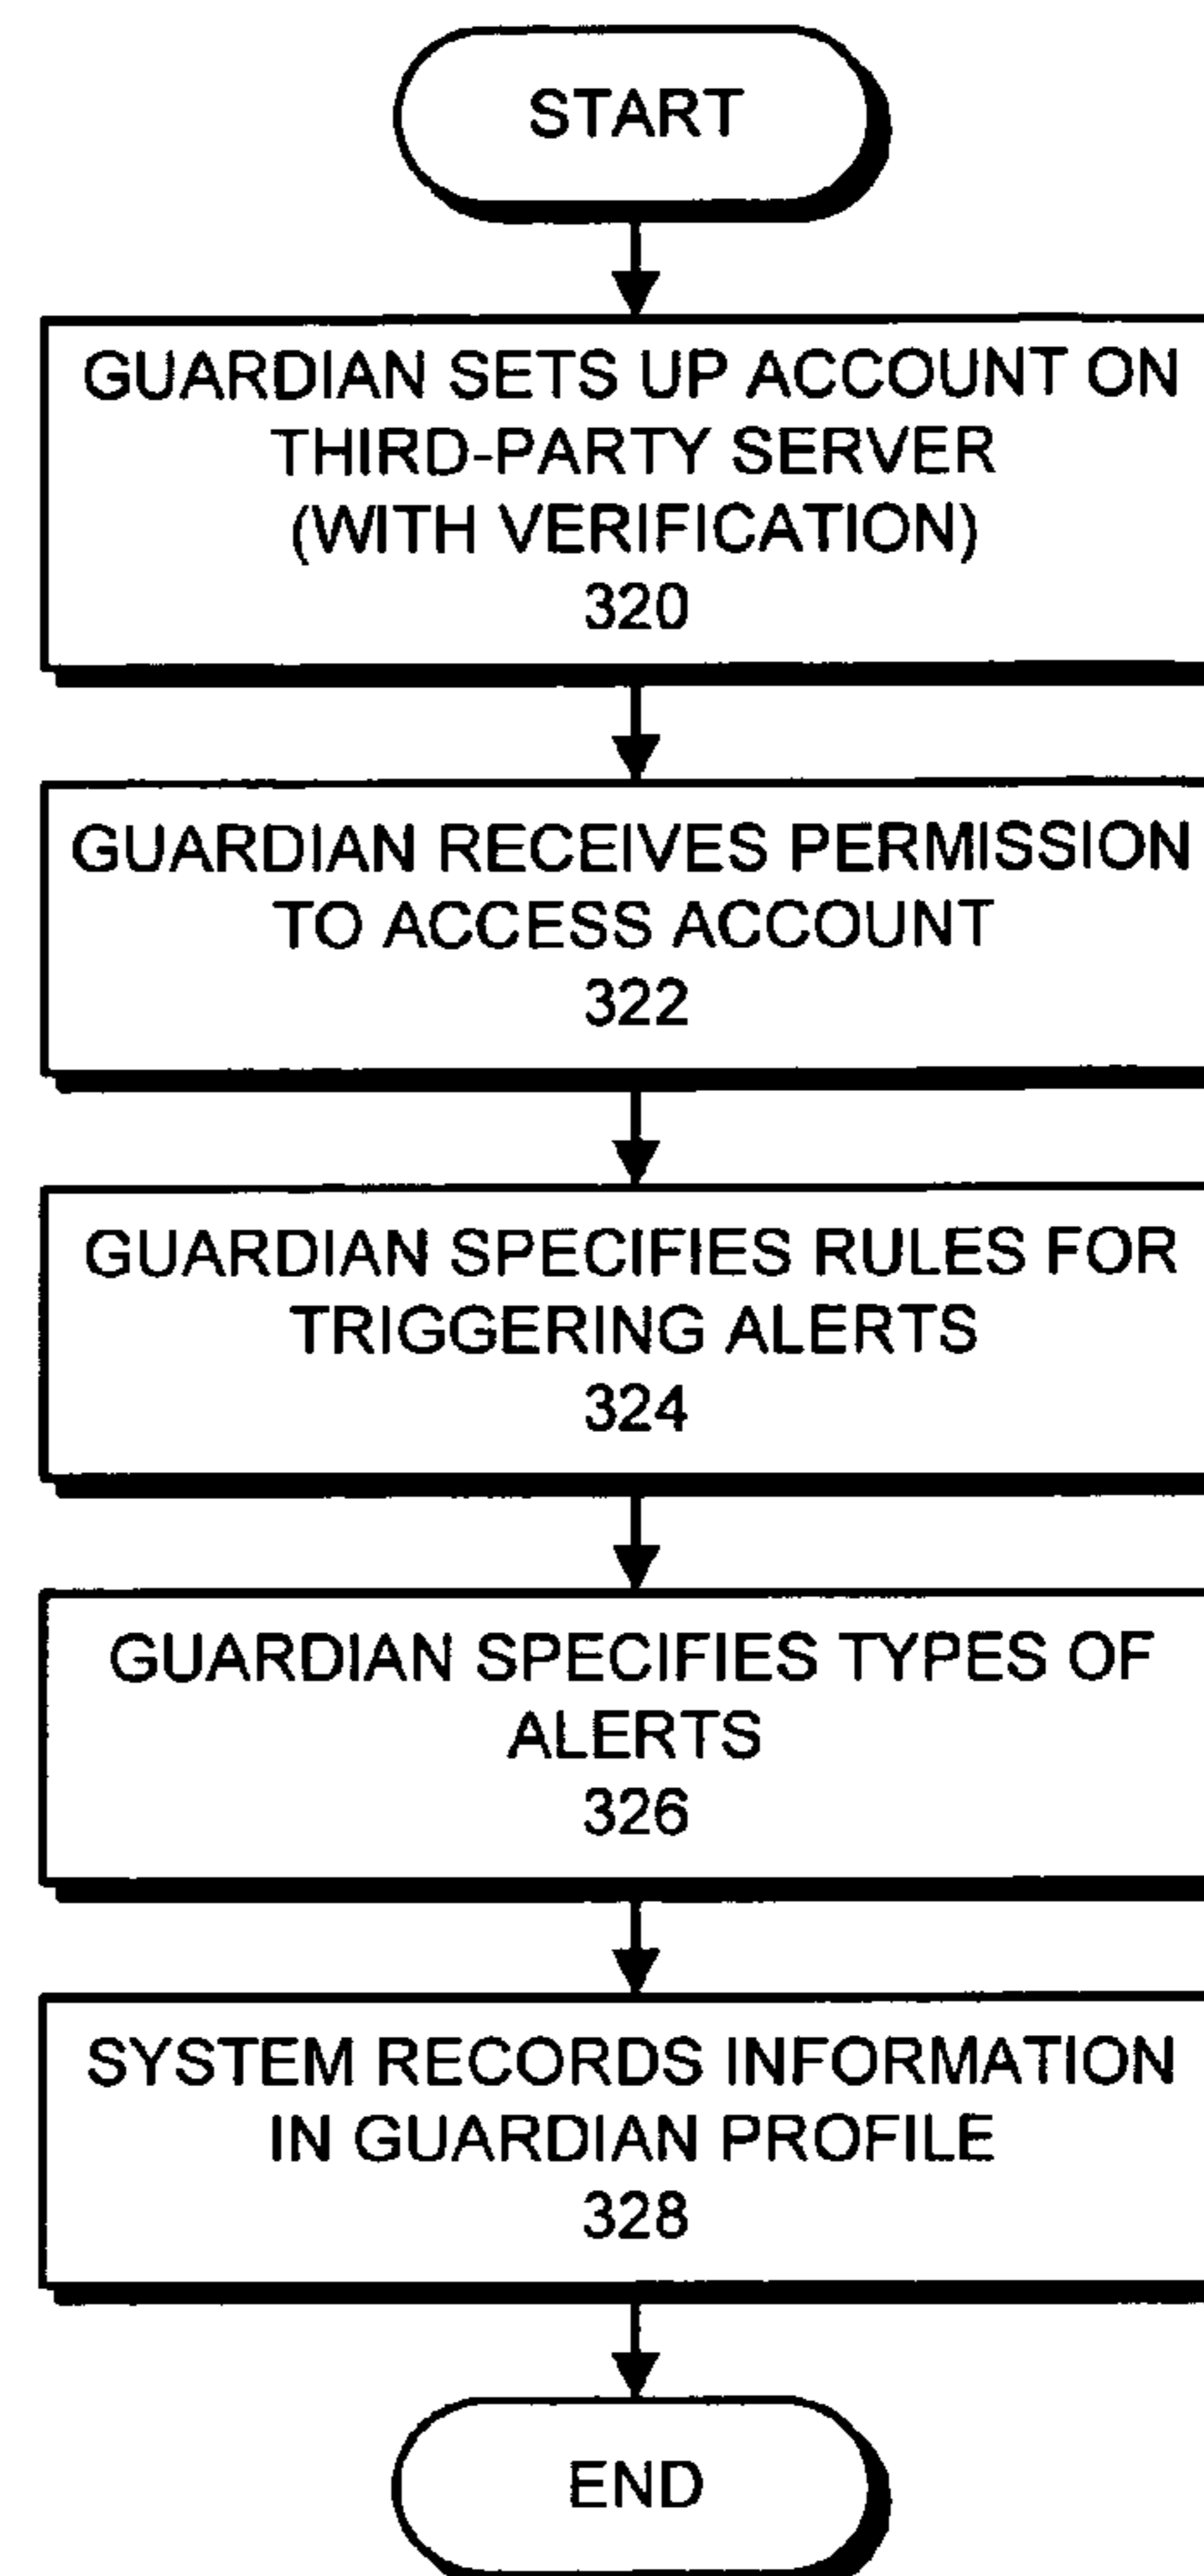 START
GUARDIAN SETS UP ACCOUNT ON
THIRD-PARTY SERVER
(WITH VERIFICATION)
320
GUARDIAN RECEIVES PERMISSION
TO ACCESS ACCOUNT
322
GUARDIAN SPECIFIES RULES FOR
TRIGGERING ALERTS
324
GUARDIAN SPECIFIES TYPES OF
ALERTS
326
SYSTEM RECORDS INFORMATION
IN GUARDIAN PROFILE
328
END